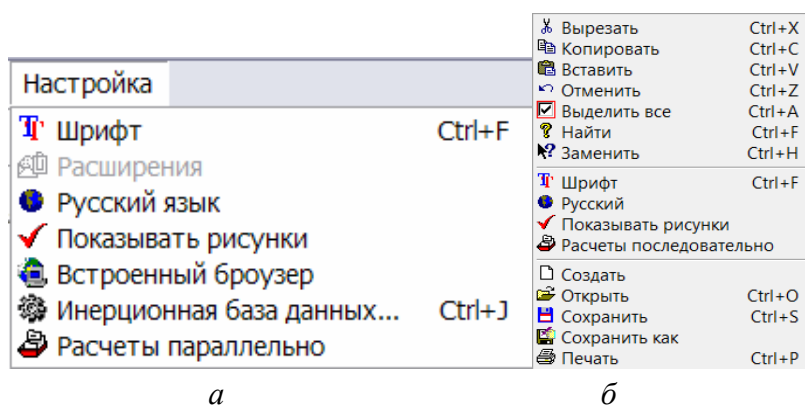 Настройка
Шрифт Ctrl+F
Расширения
Русский язык
Показывать рисунки
Встроенный броузер
Инерционная база данных... Ctrl+J
Расчеты параллельно
а
Вырезать Ctrl+X
Копировать Ctrl+C
Вставить Ctrl+V
Отменить Ctrl+Z
Выделить все Ctrl+A
Найти Ctrl+F
Заменить Ctrl+H
Шрифт Ctrl+F
Русский
Показывать рисунки
Расчеты последовательно
Создать
Открыть Ctrl+O
Сохранить Ctrl+S
Сохранить как
Печать Ctrl+P
б